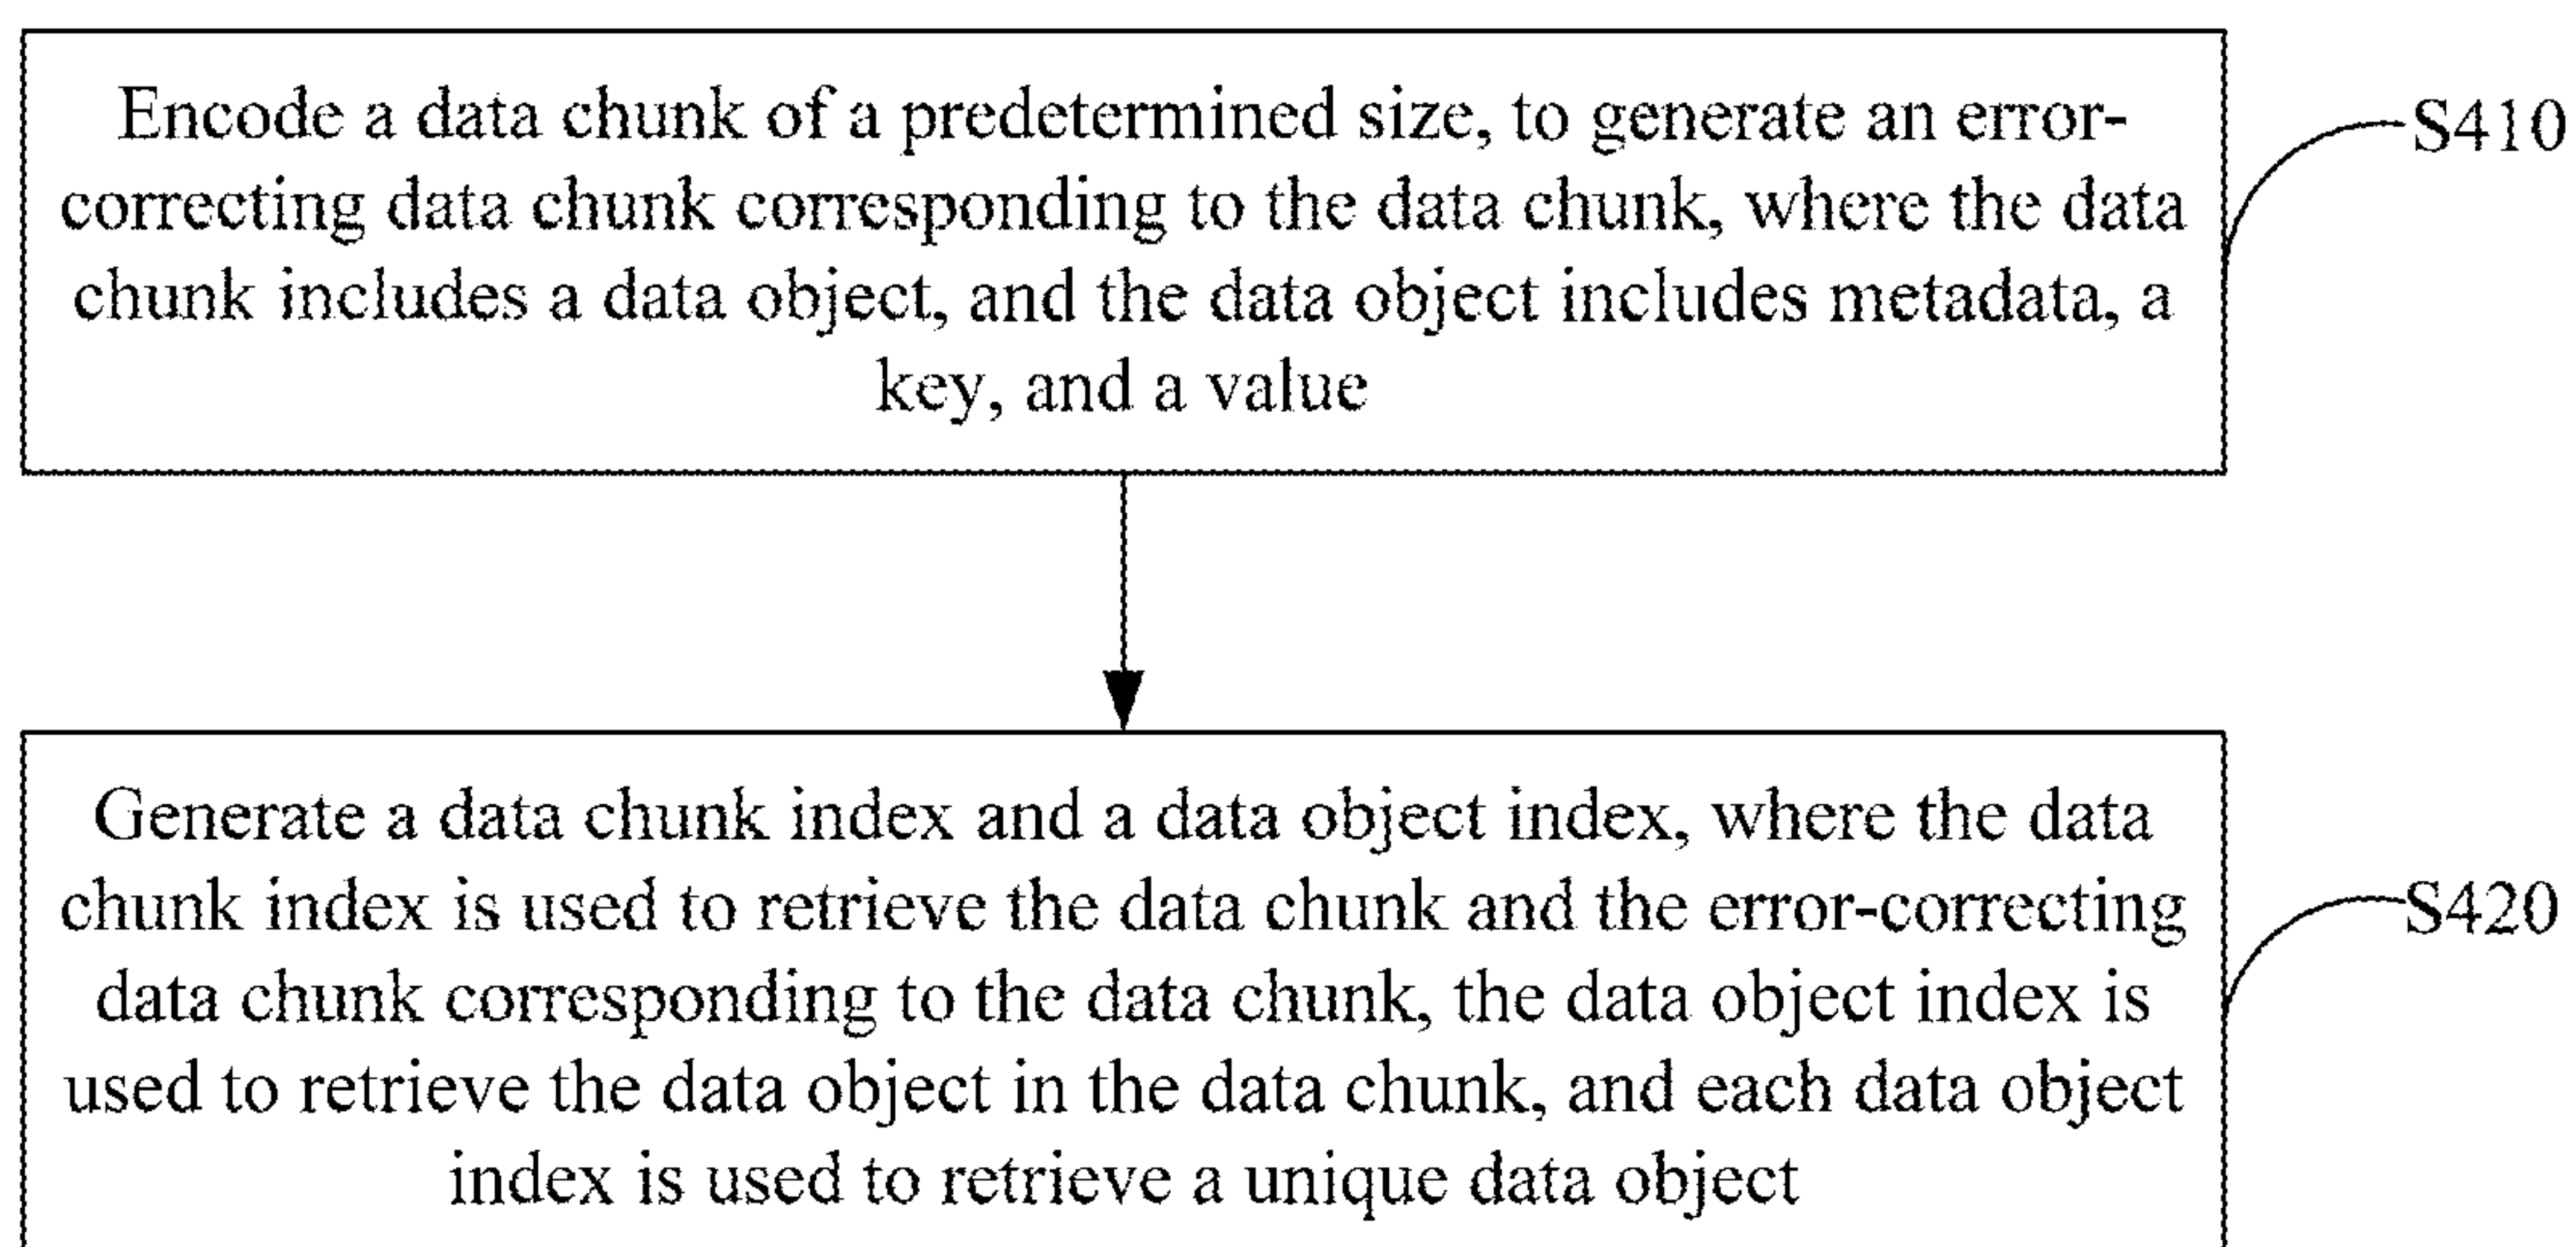 Encode a data chunk of a predetermined size, to generate an error-
correcting data chunk corresponding to the data chunk, where the data
chunk includes a data object, and the data object includes metadata, a
key, and a value
S410
Generate a data chunk index and a data object index, where the data
chunk index is used to retrieve the data chunk and the error-correcting
data chunk corresponding to the data chunk, the data object index is
used to retrieve the data object in the data chunk, and each data object
index is used to retrieve a unique data object
S420